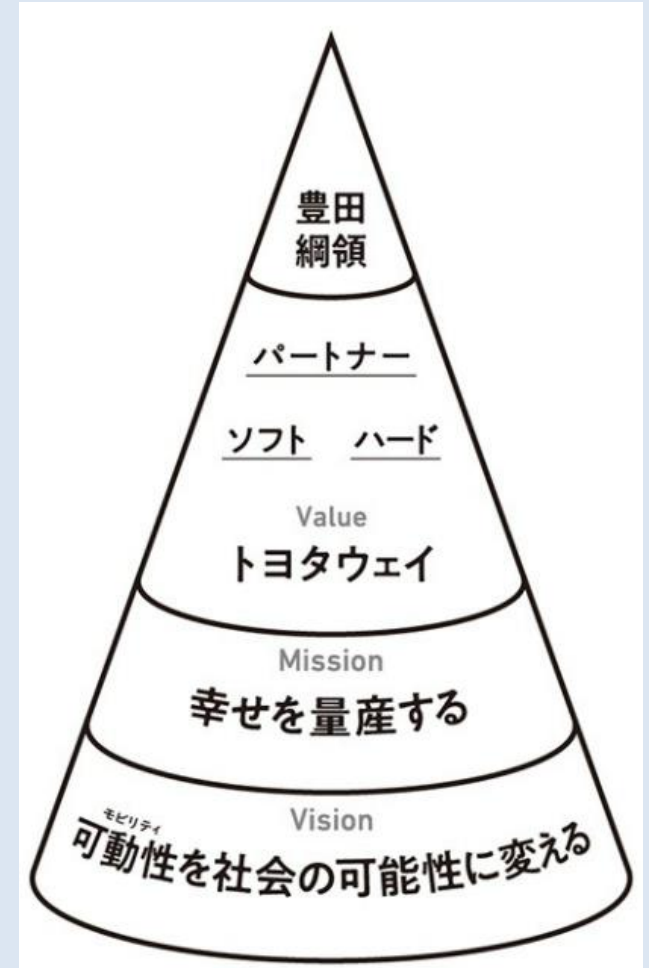 豊田
綱領
パートナー
ソフト ハード
Value
トヨタウェイ
Mission
幸せを量産する
Vision
モビリティ
可動性を社会の可能性に変える